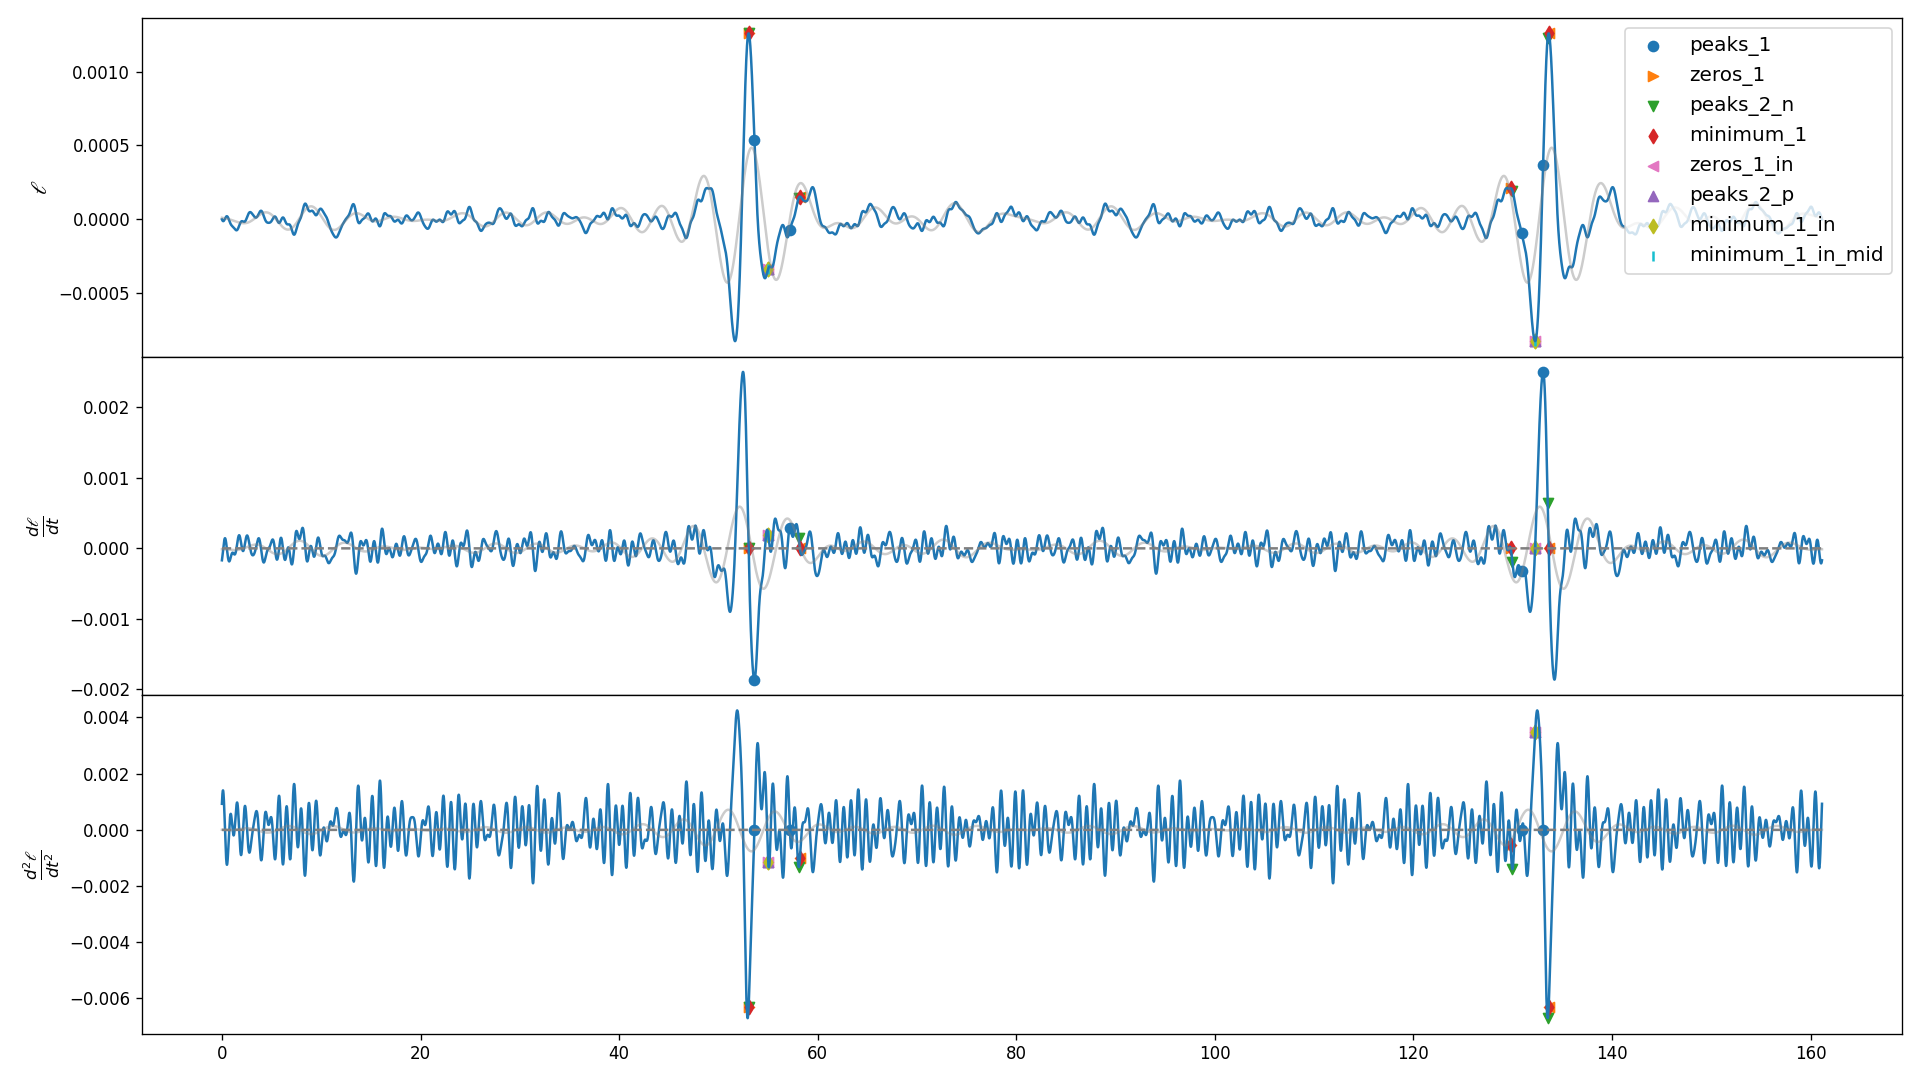 0.0010
0.0005
0.0000
−0.0005
ℓ
peaks_1
zeros_1
peaks_2_n
minimum_1
zeros_1_in
peaks_2_p
minimum_1_in
minimum_1_in_mid
0.002
0.001
0.000
−0.001
−0.002
dℓ
dt
0.004
0.002
0.000
−0.002
−0.004
−0.006
d²ℓ
dt²
0 20 40 60 80 100 120 140 160